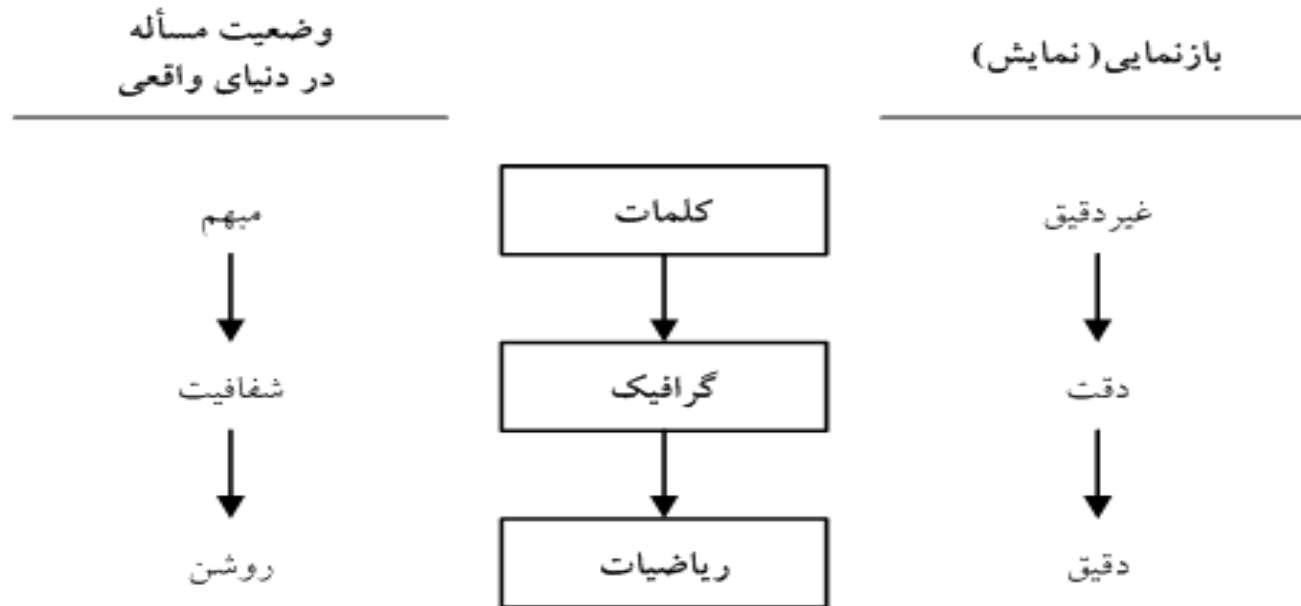 بازنمایی( نمایش)
وضعیت مسأله
در دنیای واقعی
غیردقیق
کلمات
مبهم
دقت
گرافیک
شفافیت
دقیق
ریاضیات
روشن